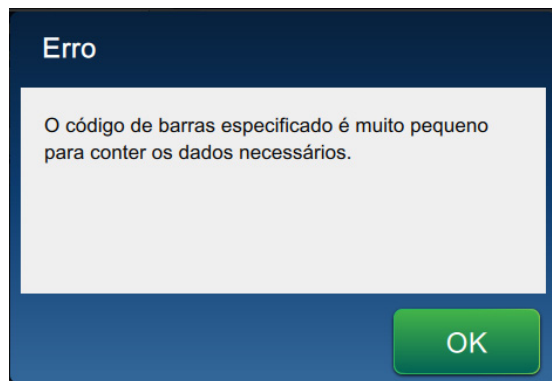 Erro
O código de barras especificado é muito pequeno
para conter os dados necessários.
OK